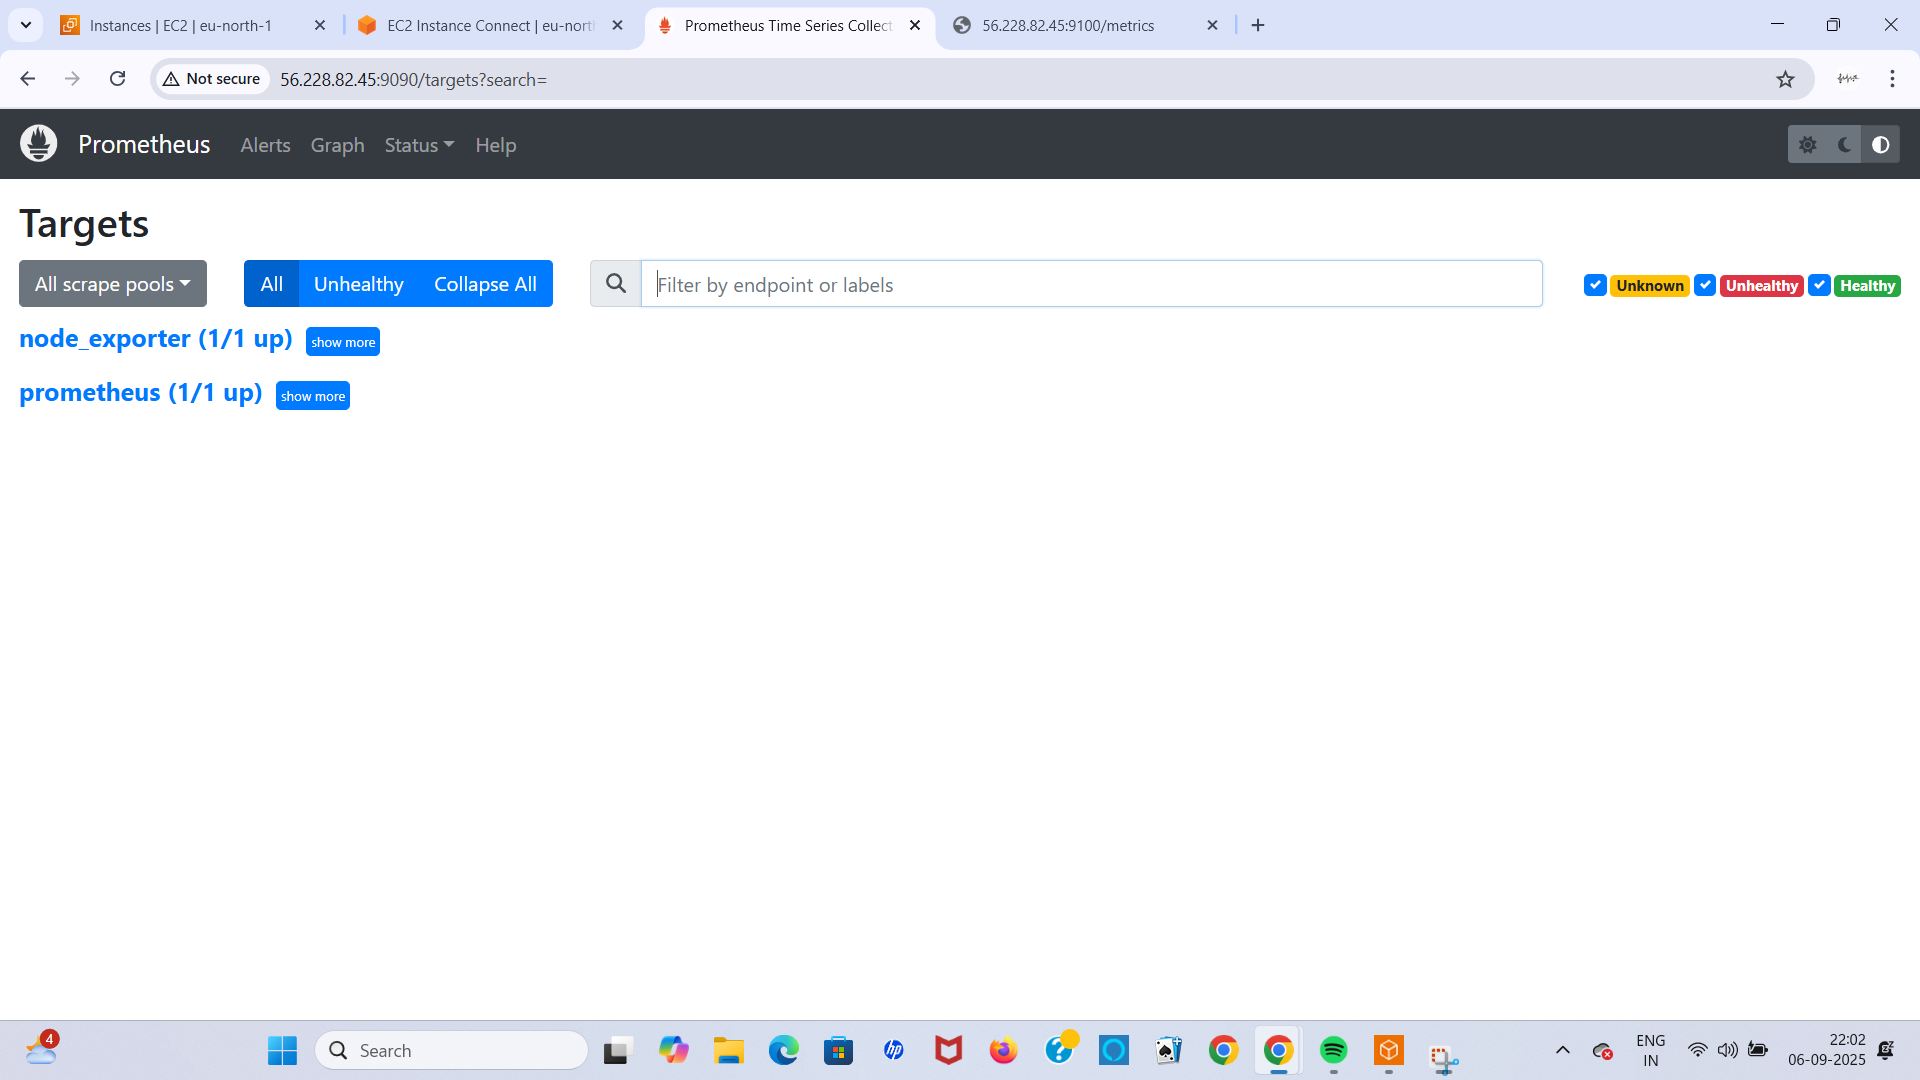 Instances | EC2 | eu-north-1
EC2 Instance Connect | eu-nort
Prometheus Time Series Collect
56.228.82.45:9100/metrics
Not secure
56.228.82.45:9090/targets?search=
Prometheus
Alerts
Graph
Status
Help
Targets
All scrape pools
All
Unhealthy
Collapse All
Filter by endpoint or labels
Unknown
Unhealthy
Healthy
node_exporter (1/1 up)
show more
prometheus (1/1 up)
show more
4
Search
hp
ENG
IN
22:02
06-09-2025